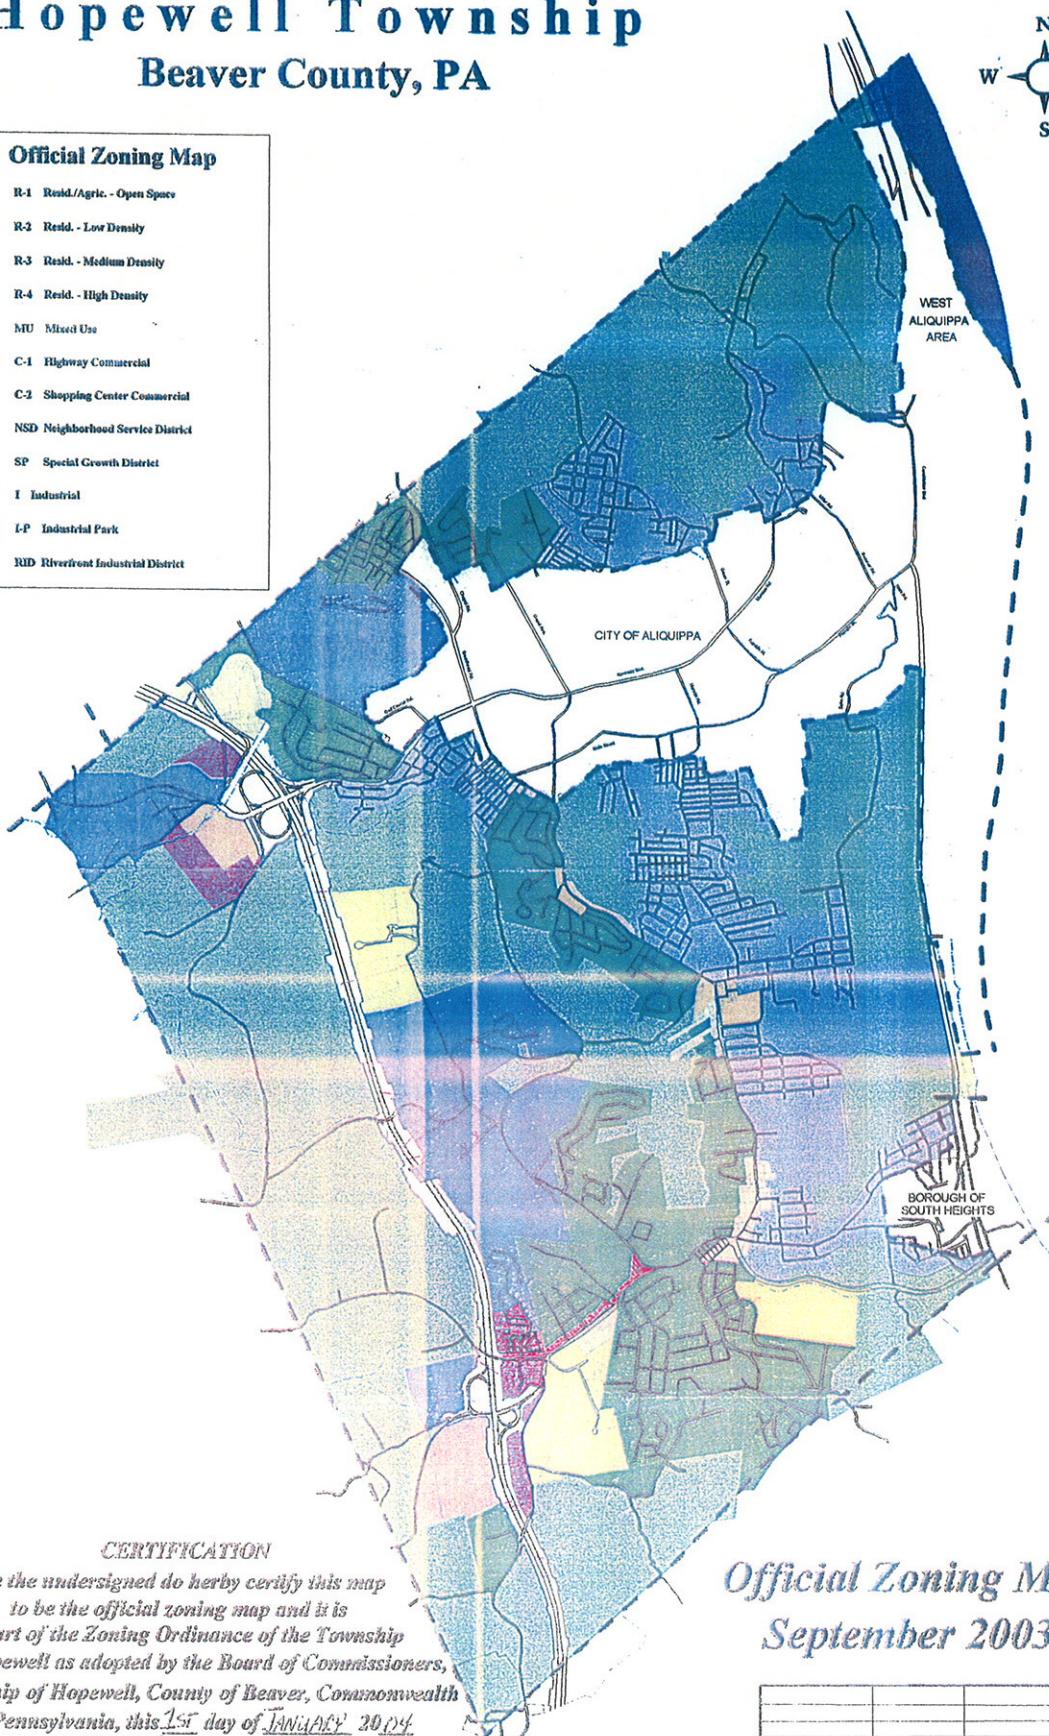 Hopewell Township
Beaver County, PA
N
W
S
Official Zoning Map
R-1 Resid./Agric. - Open Space
R-2 Resid. - Low Density
R-3 Resid. - Medium Density
R-4 Resid. - High Density
MU Mixed Use
C-1 Highway Commercial
C-2 Shopping Center Commercial
NSD Neighborhood Service District
SP Special Growth District
I Industrial
I-P Industrial Park
RID Riverfront Industrial District
WEST
ALIQUIPPA
AREA
CITY OF ALIQUIPPA
BOROUGH OF
SOUTH HEIGHTS
CERTIFICATION
the undersigned do herby certify this map
to be the official zoning map and it is
art of the Zoning Ordinance of the Township
pewell as adopted by the Board of Commissioners,
ip of Hopewell, County of Beaver, Commonwealth
Pennsylvania, this 1ST day of JANUARY 2004
Official Zoning M
September 2003